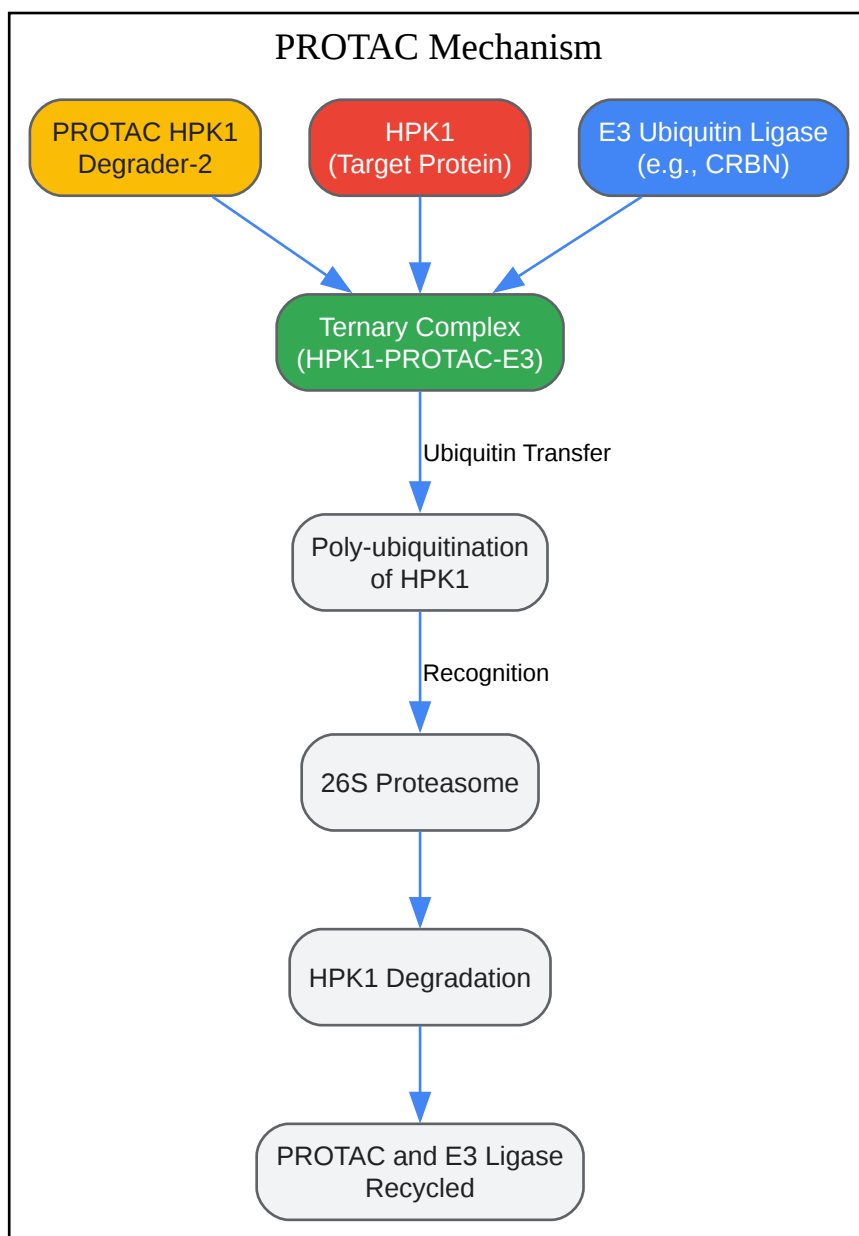 PROTAC Mechanism
PROTAC HPK1
Degrader-2
HPK1
(Target Protein)
E3 Ubiquitin Ligase
(e.g., CRBN)
Ternary Complex
(HPK1-PROTAC-E3)
Ubiquitin Transfer
Poly-ubiquitination
of HPK1
Recognition
26S Proteasome
HPK1 Degradation
PROTAC and E3 Ligase
Recycled